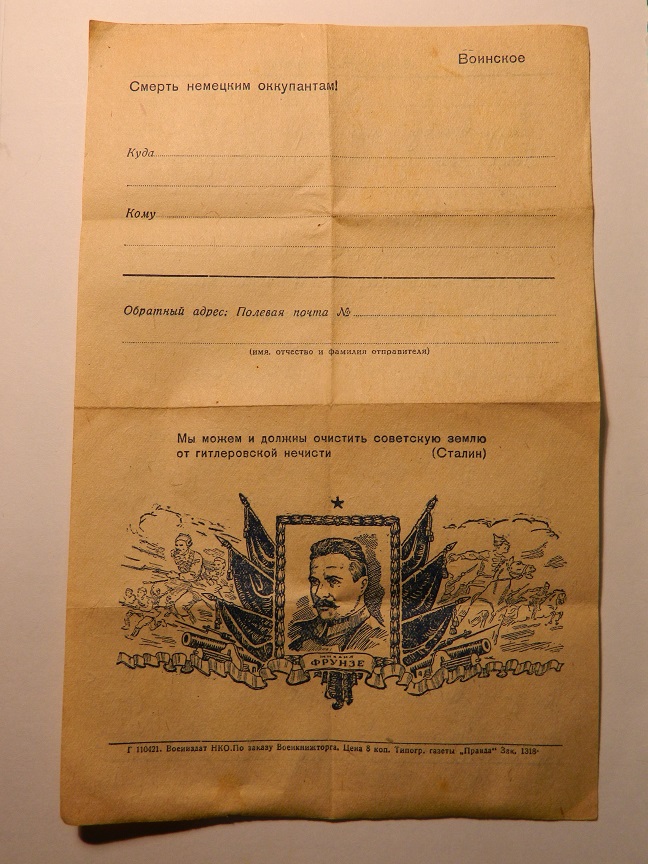 Воинское
Смерть немецким оккупантам!
Куда
Кому
Обратный адрес: Полевая почта №
(имя, отчество и фамилия отправителя)
Мы можем и должны очистить советскую землю
от гитлеровской нечисти (Сталин)
МИХАИЛ
ФРУНЗЕ
Г 110421. Воениздат НКО. По заказу Военкнижторга. Цена 8 коп. Типогр. газеты „Правда“ Зак. 1318.